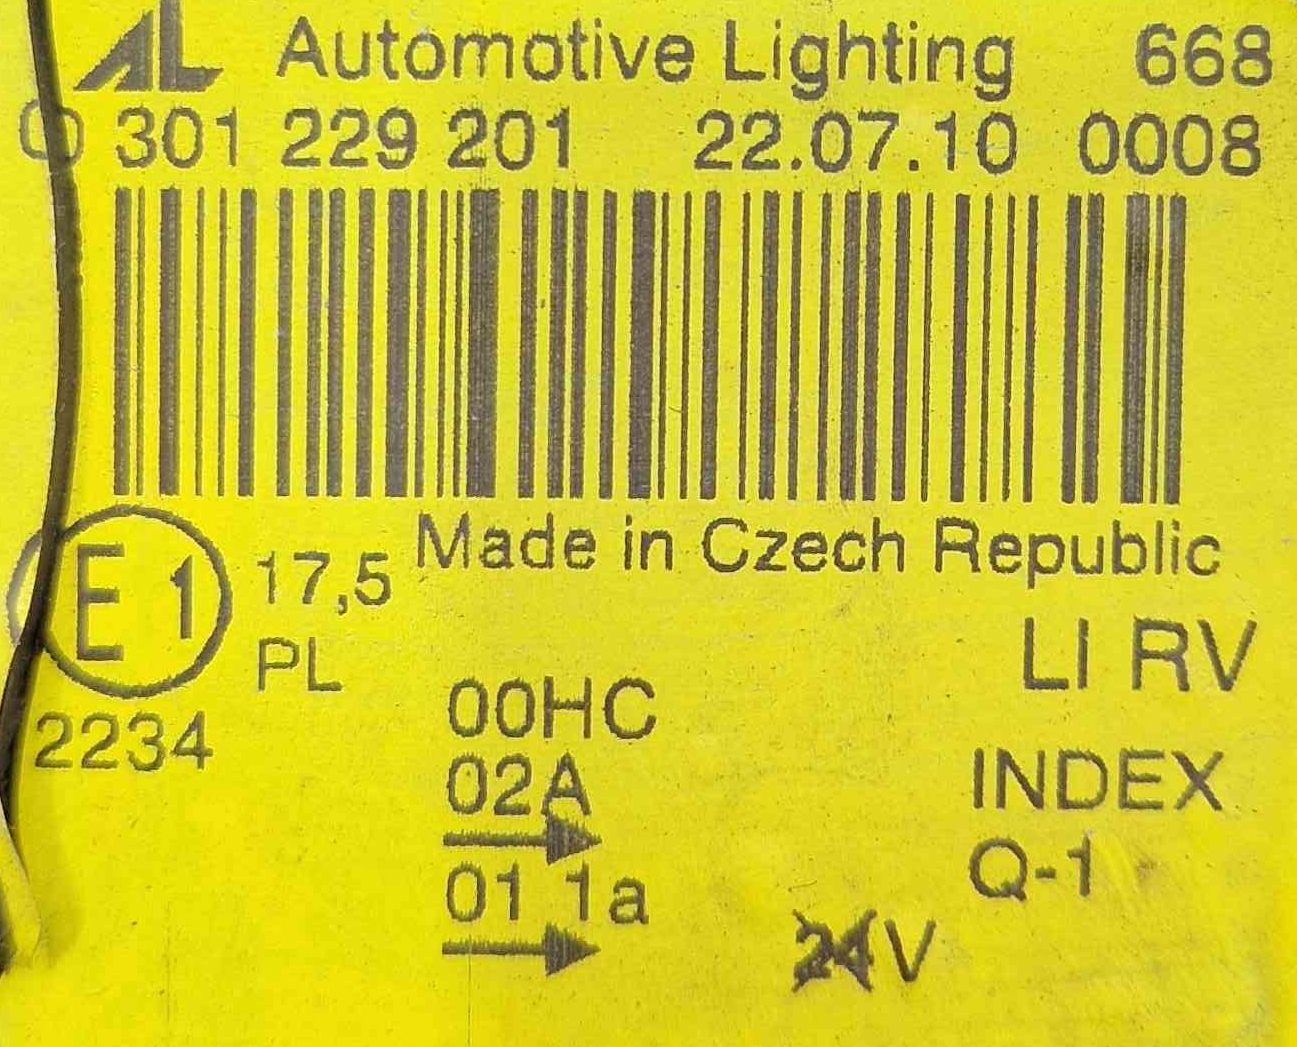 AL Automotive Lighting 668
0 301 229 201 22.07.10 0008
Made in Czech Republic
E1 17,5
PL
2234
LI RV
00HC
02A
INDEX
Q-1
01 1a
24V